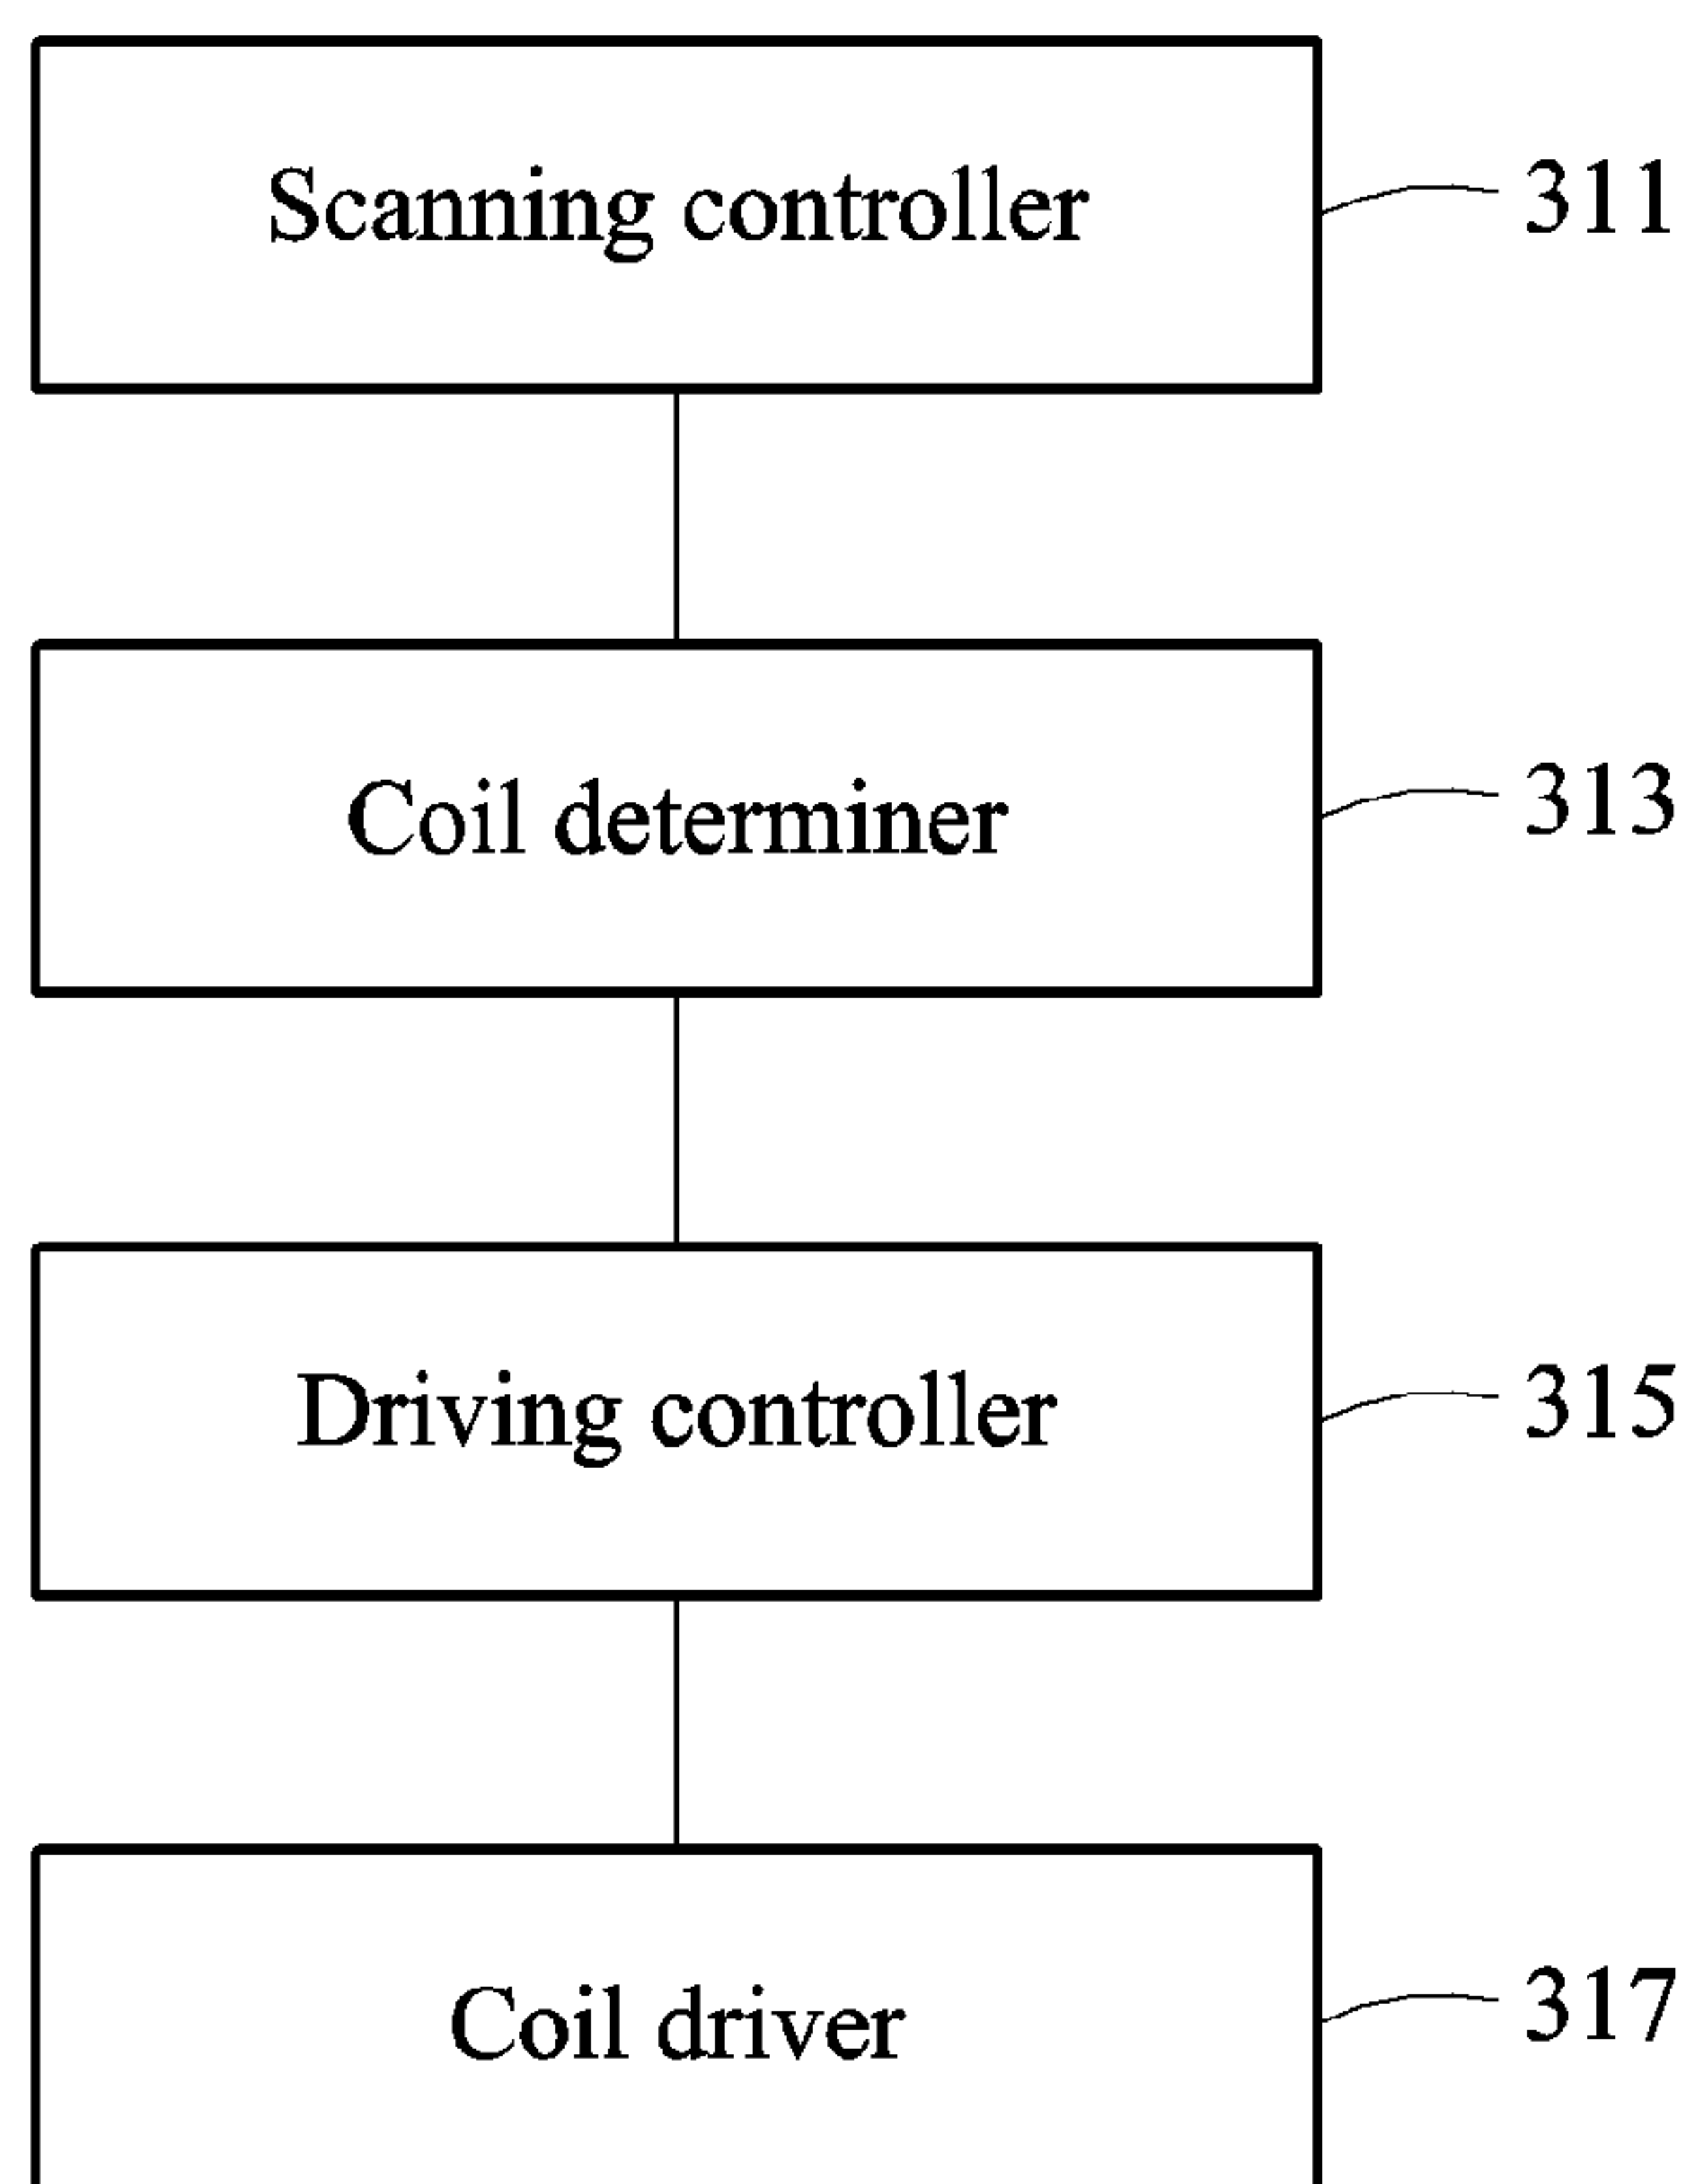 Scanning controller 311
Coil determiner 313
Driving controller 315
Coil driver 317